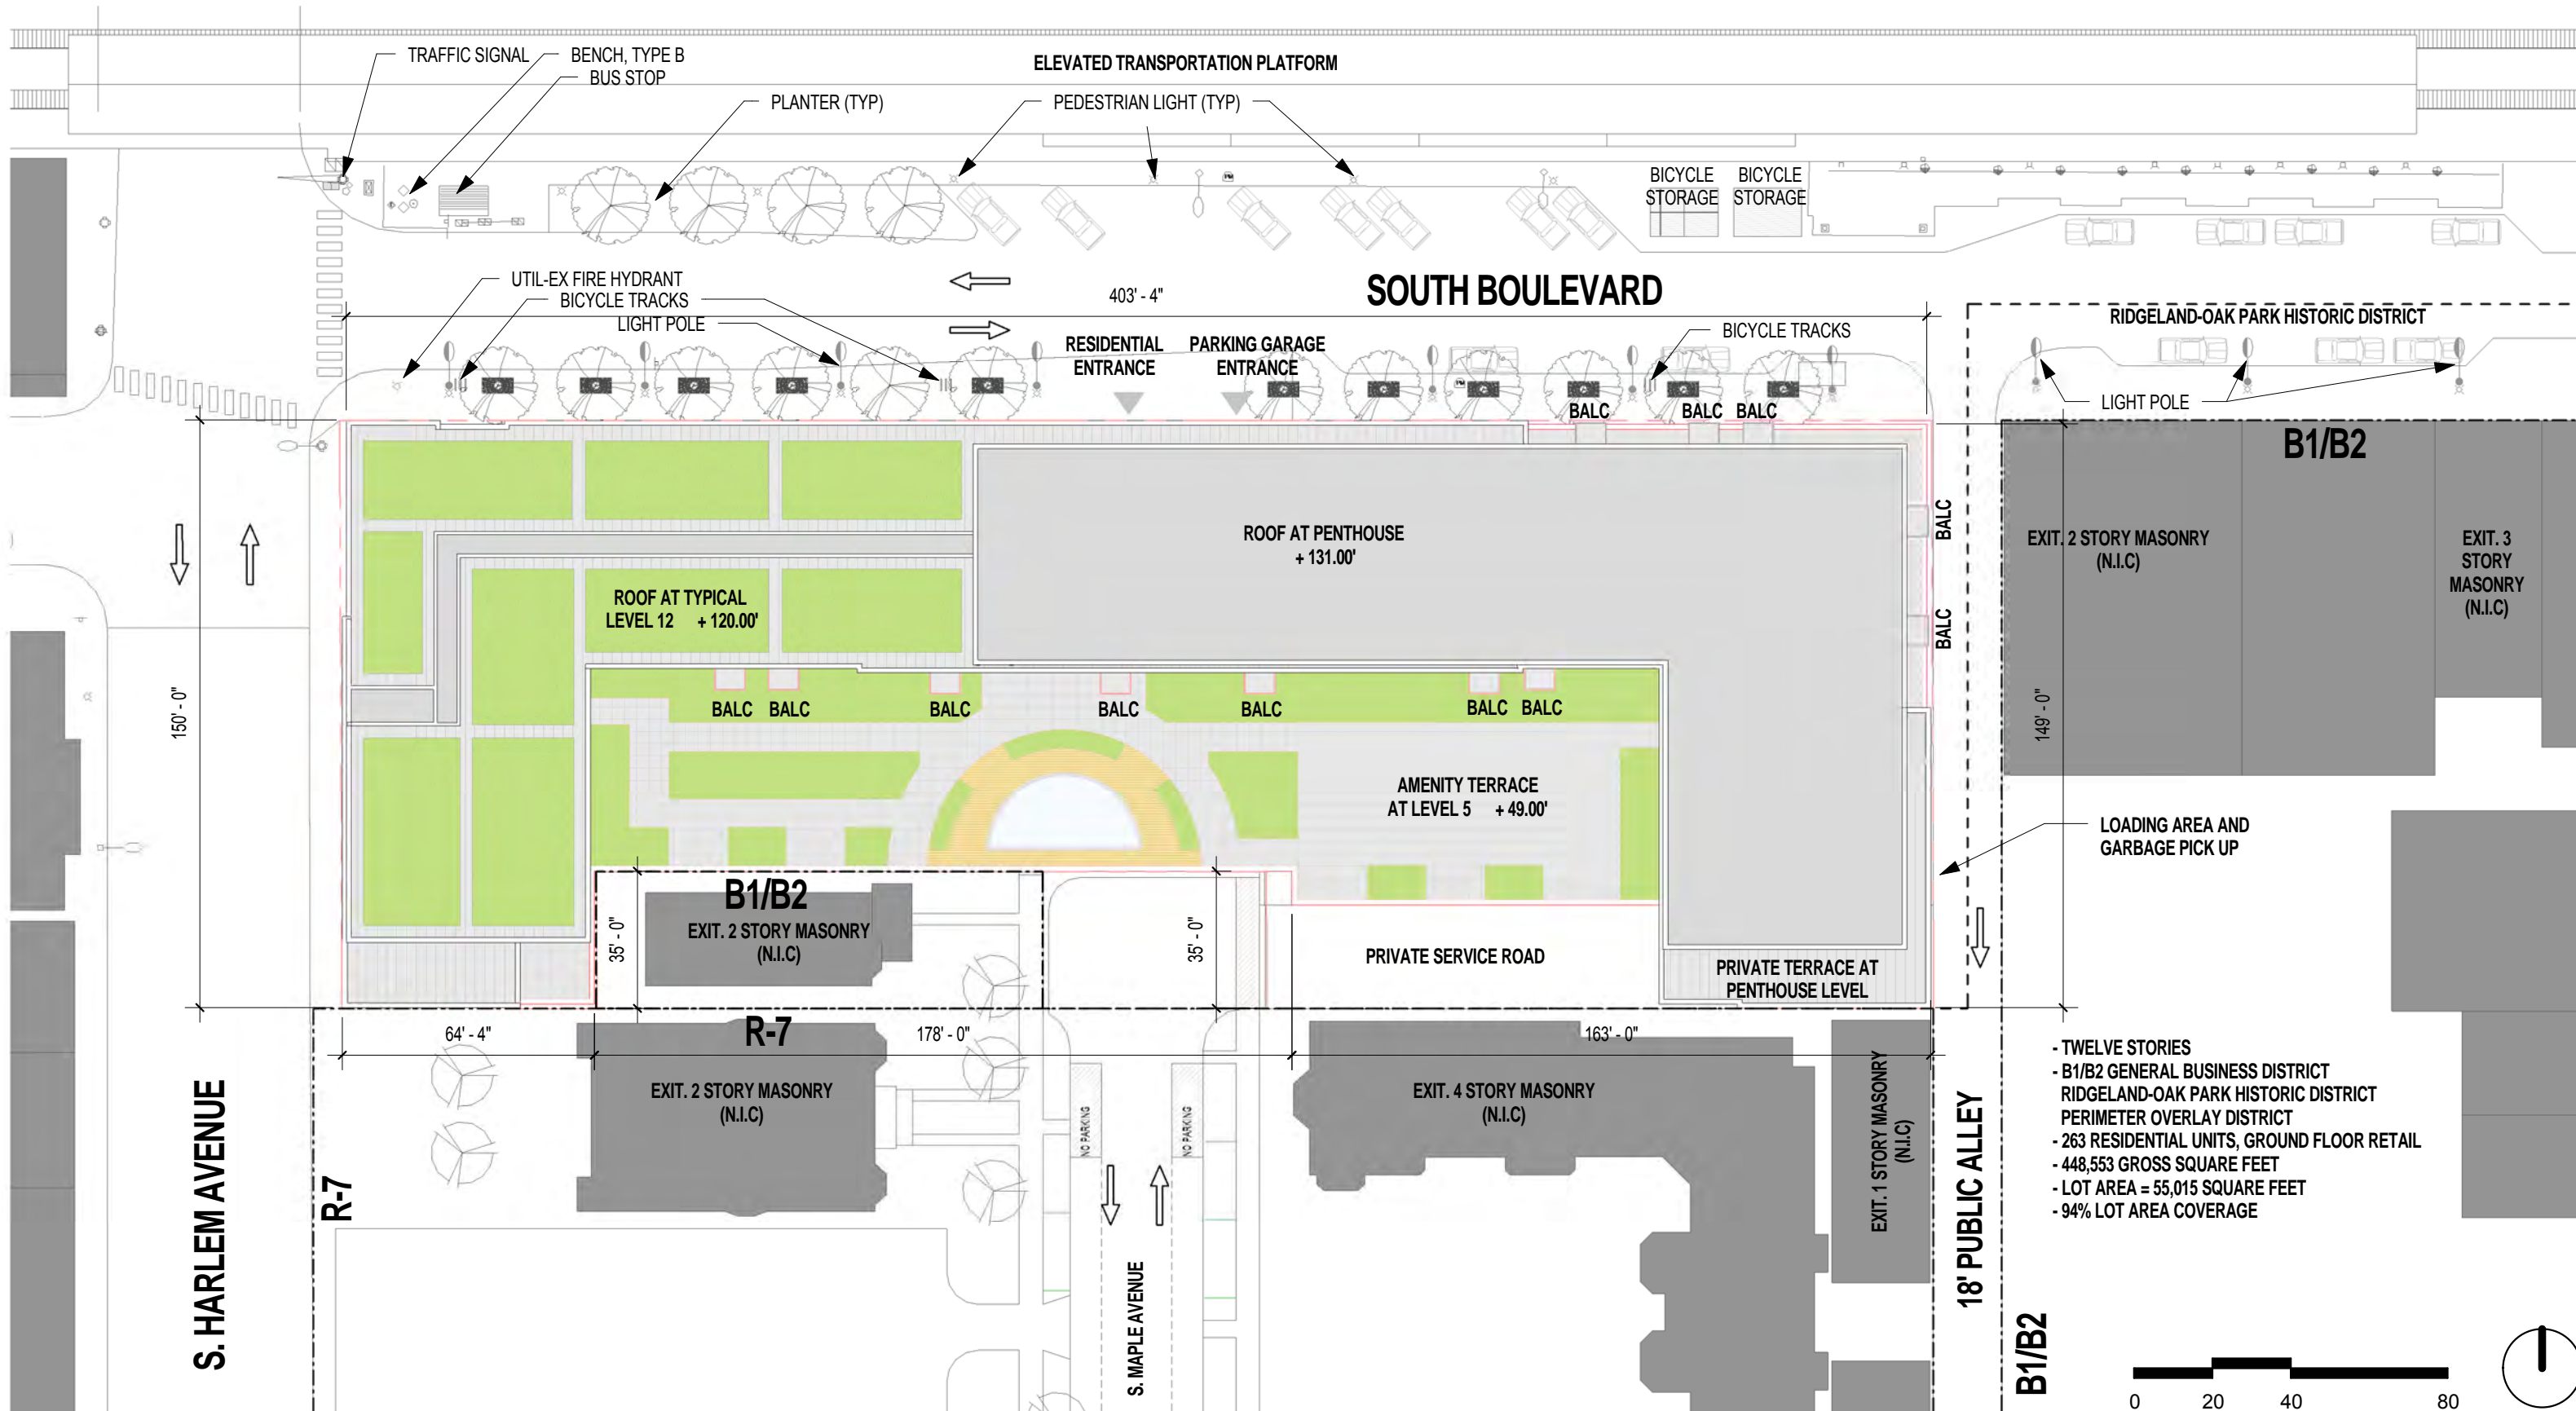 TRAFFIC SIGNAL
BENCH, TYPE B
BUS STOP
PLANTER (TYP)
ELEVATED TRANSPORTATION PLATFORM
PEDESTRIAN LIGHT (TYP)
BICYCLE
STORAGE
BICYCLE
STORAGE
UTIL-EX FIRE HYDRANT
BICYCLE TRACKS
LIGHT POLE
403' - 4"
SOUTH BOULEVARD
RESIDENTIAL
ENTRANCE
PARKING GARAGE
ENTRANCE
BICYCLE TRACKS
RIDGELAND-OAK PARK HISTORIC DISTRICT
LIGHT POLE
BALC
BALC
BALC
B1/B2
ROOF AT PENTHOUSE
+ 131.00'
BALC
BALC
EXIT. 2 STORY MASONRY
(N.I.C)
EXIT. 3
STORY
MASONRY
(N.I.C)
ROOF AT TYPICAL
LEVEL 12 + 120.00'
150' - 0"
149' - 0"
BALC
BALC
BALC
BALC
BALC
BALC
BALC
AMENITY TERRACE
AT LEVEL 5 + 49.00'
LOADING AREA AND
GARBAGE PICK UP
B1/B2
EXIT. 2 STORY MASONRY
(N.I.C)
35' - 0"
35' - 0"
PRIVATE SERVICE ROAD
PRIVATE TERRACE AT
PENTHOUSE LEVEL
64' - 4"
R-7
178' - 0"
163' - 0"
EXIT. 2 STORY MASONRY
(N.I.C)
NO PARKING
NO PARKING
EXIT. 4 STORY MASONRY
(N.I.C)
EXIT. 1 STORY MASONRY
(N.I.C)
S. HARLEM AVENUE
R-7
S. MAPLE AVENUE
18' PUBLIC ALLEY
B1/B2
- TWELVE STORIES
- B1/B2 GENERAL BUSINESS DISTRICT
RIDGELAND-OAK PARK HISTORIC DISTRICT
PERIMETER OVERLAY DISTRICT
- 263 RESIDENTIAL UNITS, GROUND FLOOR RETAIL
- 448,553 GROSS SQUARE FEET
- LOT AREA = 55,015 SQUARE FEET
- 94% LOT AREA COVERAGE
0 20 40 80